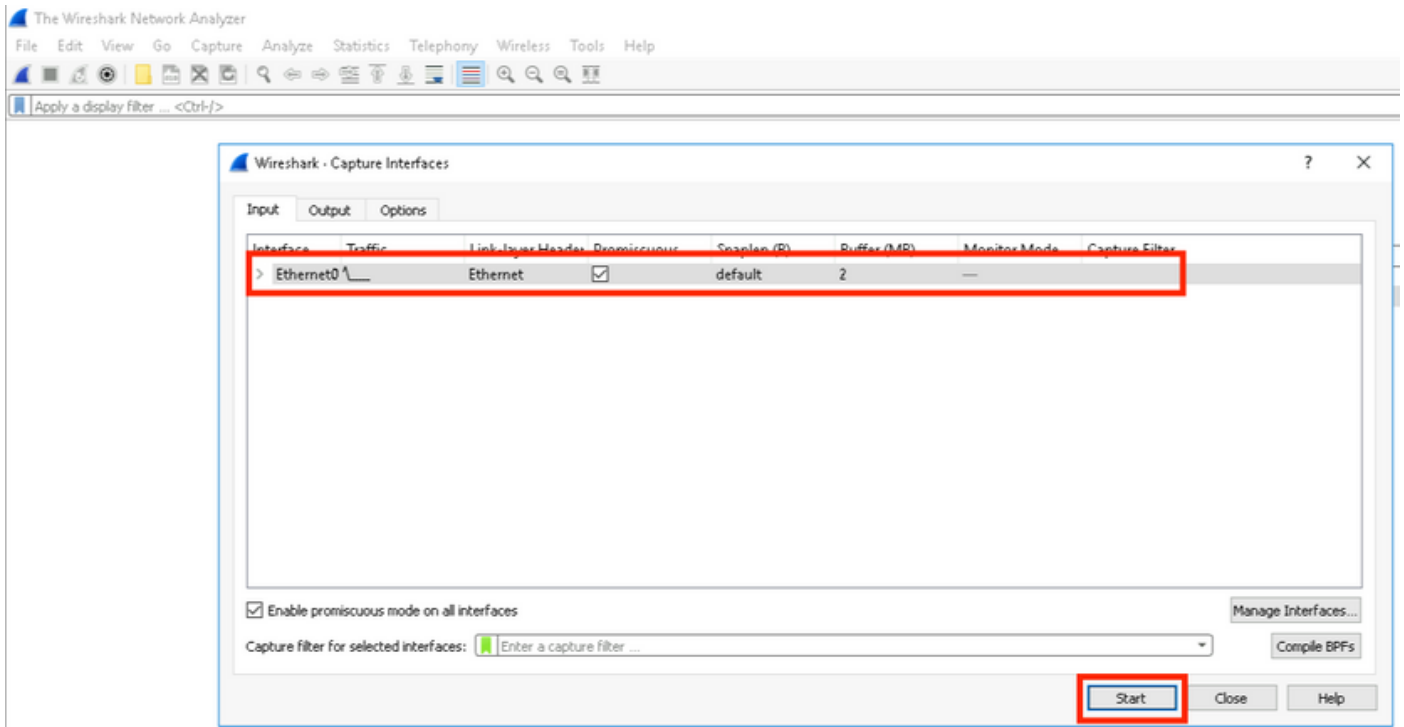 The Wireshark Network Analyzer
File Edit View Go Capture Analyze Statistics Telephony Wireless Tools Help
Apply a display filter ... <Ctrl-/>
Wireshark · Capture Interfaces
Input Output Options
Interface Traffic Link-layer Header Promiscuous Snaplen (B) Buffer (MB) Monitor Mode Capture Filter
Ethernet0 Ethernet default 2 —
Enable promiscuous mode on all interfaces
Manage Interfaces...
Capture filter for selected interfaces: Enter a capture filter ... Compile BPFs
Start Close Help